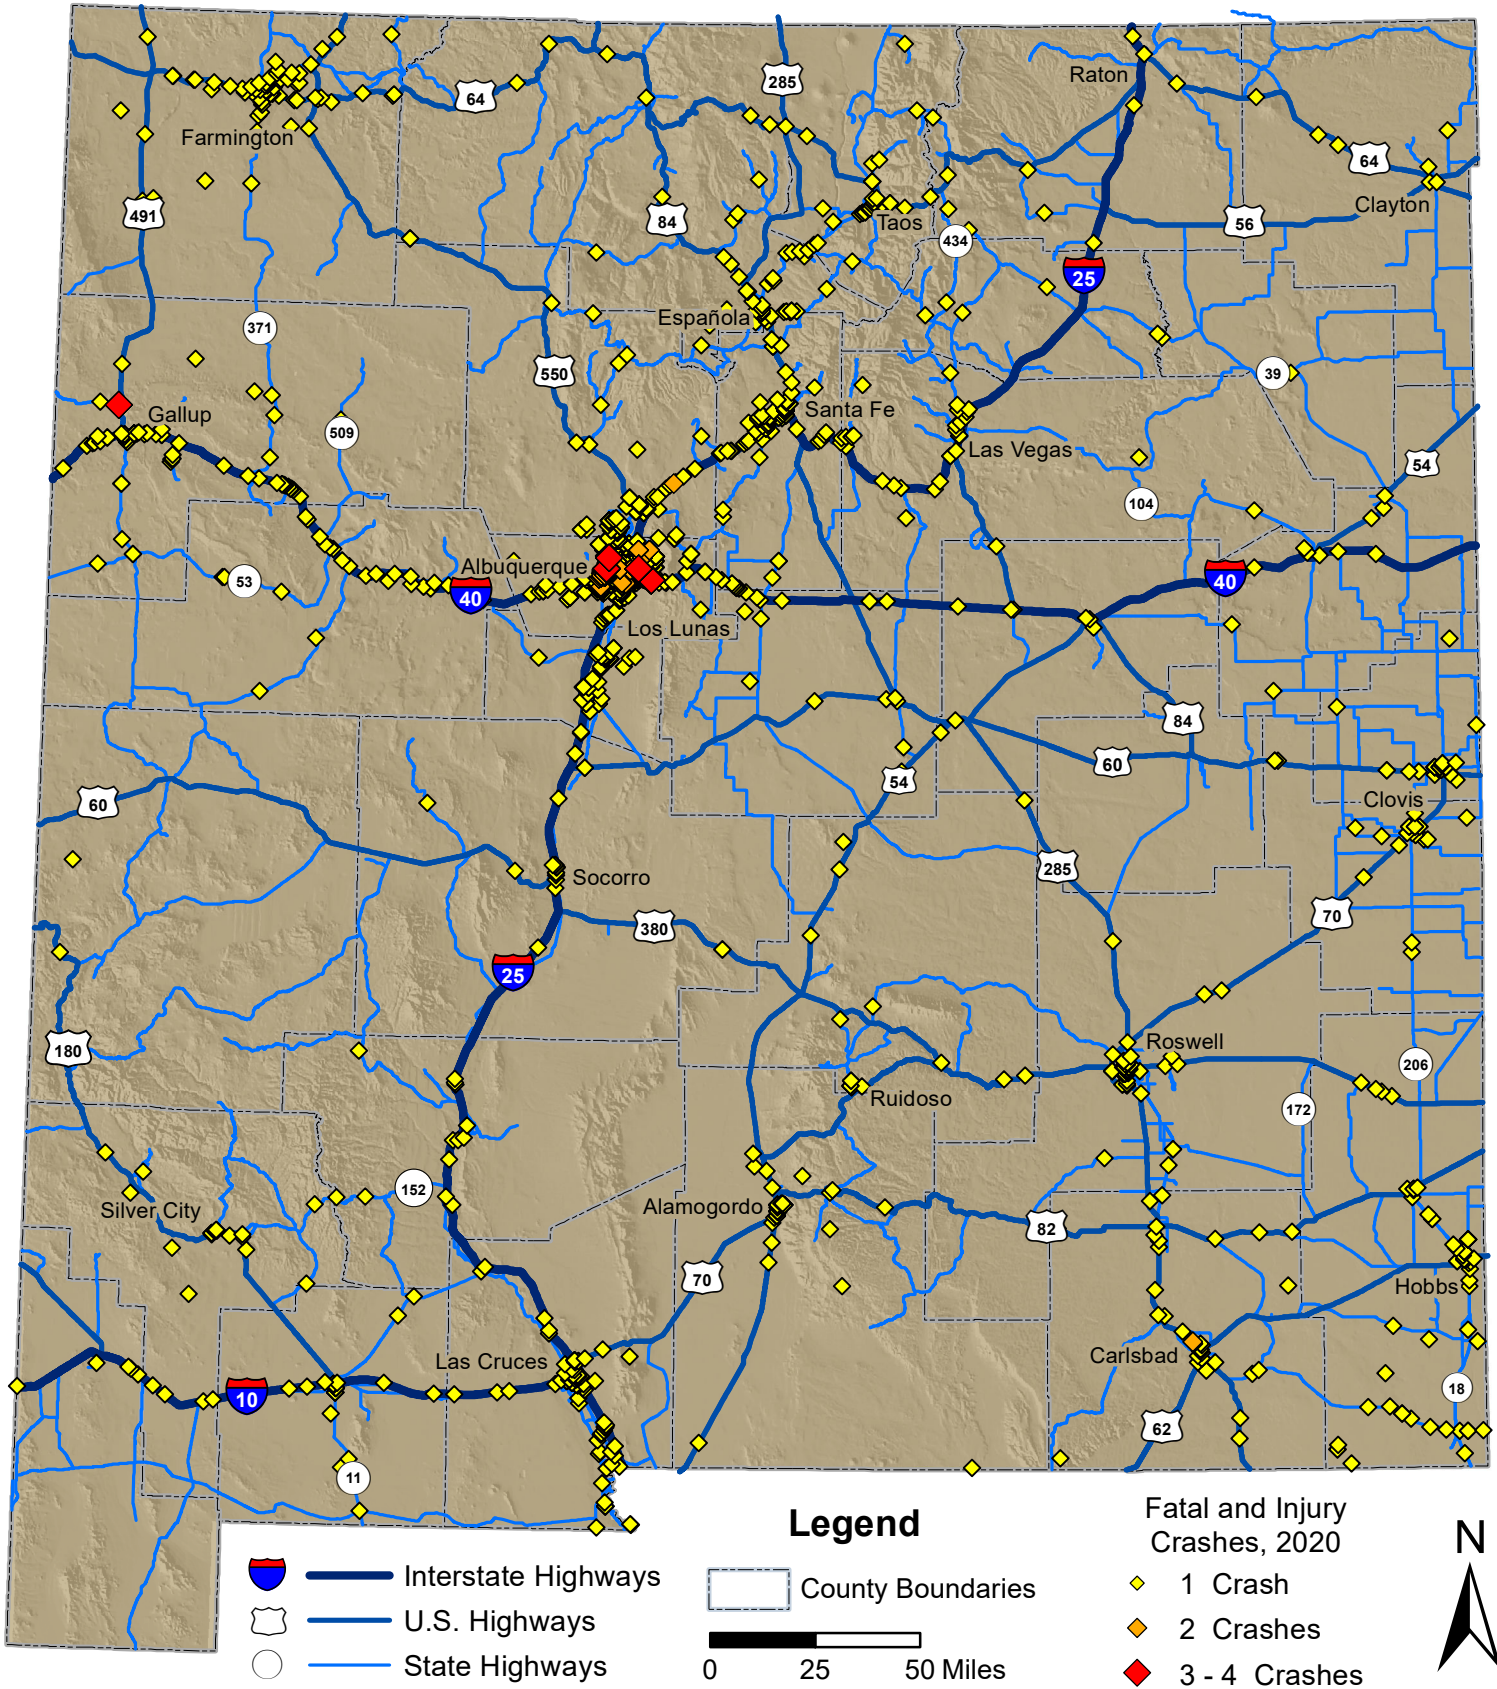 285
Raton
64
Farmington
64
491
84
Taos
434
56
Clayton
25
371
Española
550
39
Gallup
509
Santa Fe
Las Vegas
54
104
Albuquerque
53
40
40
Los Lunas
84
60
54
60
Clovis
285
Socorro
380
70
25
180
Roswell
206
Ruidoso
172
152
Silver City
Alamogordo
82
70
Hobbs
Las Cruces
Carlsbad
10
18
62
11
Legend
Interstate Highways
U.S. Highways
State Highways
County Boundaries
0 25 50 Miles
Fatal and Injury
Crashes, 2020
1 Crash
2 Crashes
3 - 4 Crashes
N